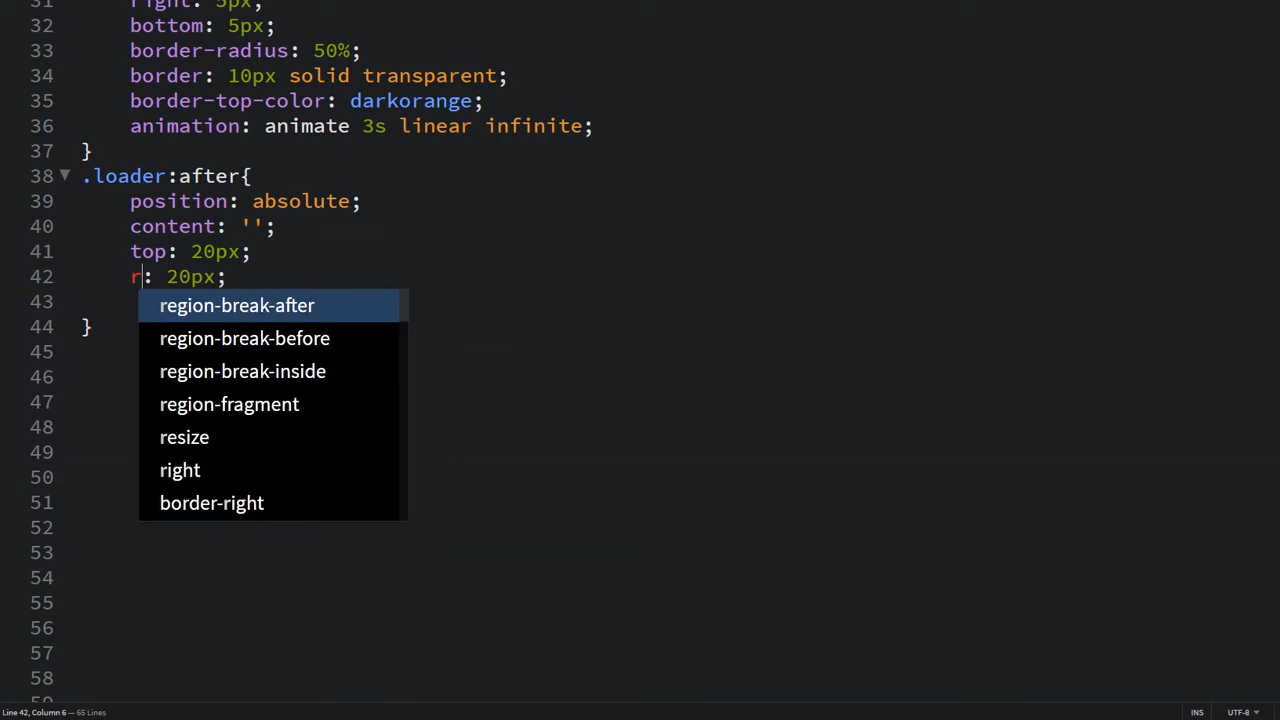 31 right: 5px;
32 bottom: 5px;
33 border-radius: 50%;
34 border: 10px solid transparent;
35 border-top-color: darkorange;
36 animation: animate 3s linear infinite;
37 }
38 .loader:after{
39 position: absolute;
40 content: '';
41 top: 20px;
42 r: 20px;
43
region-break-after
44 }
region-break-before
45
region-break-inside
46
47
region-fragment
48
resize
49
right
50
border-right
51
52
53
54
55
56
57
58
59
Line 42, Column 6 — 65 Lines
INS
UTF-8